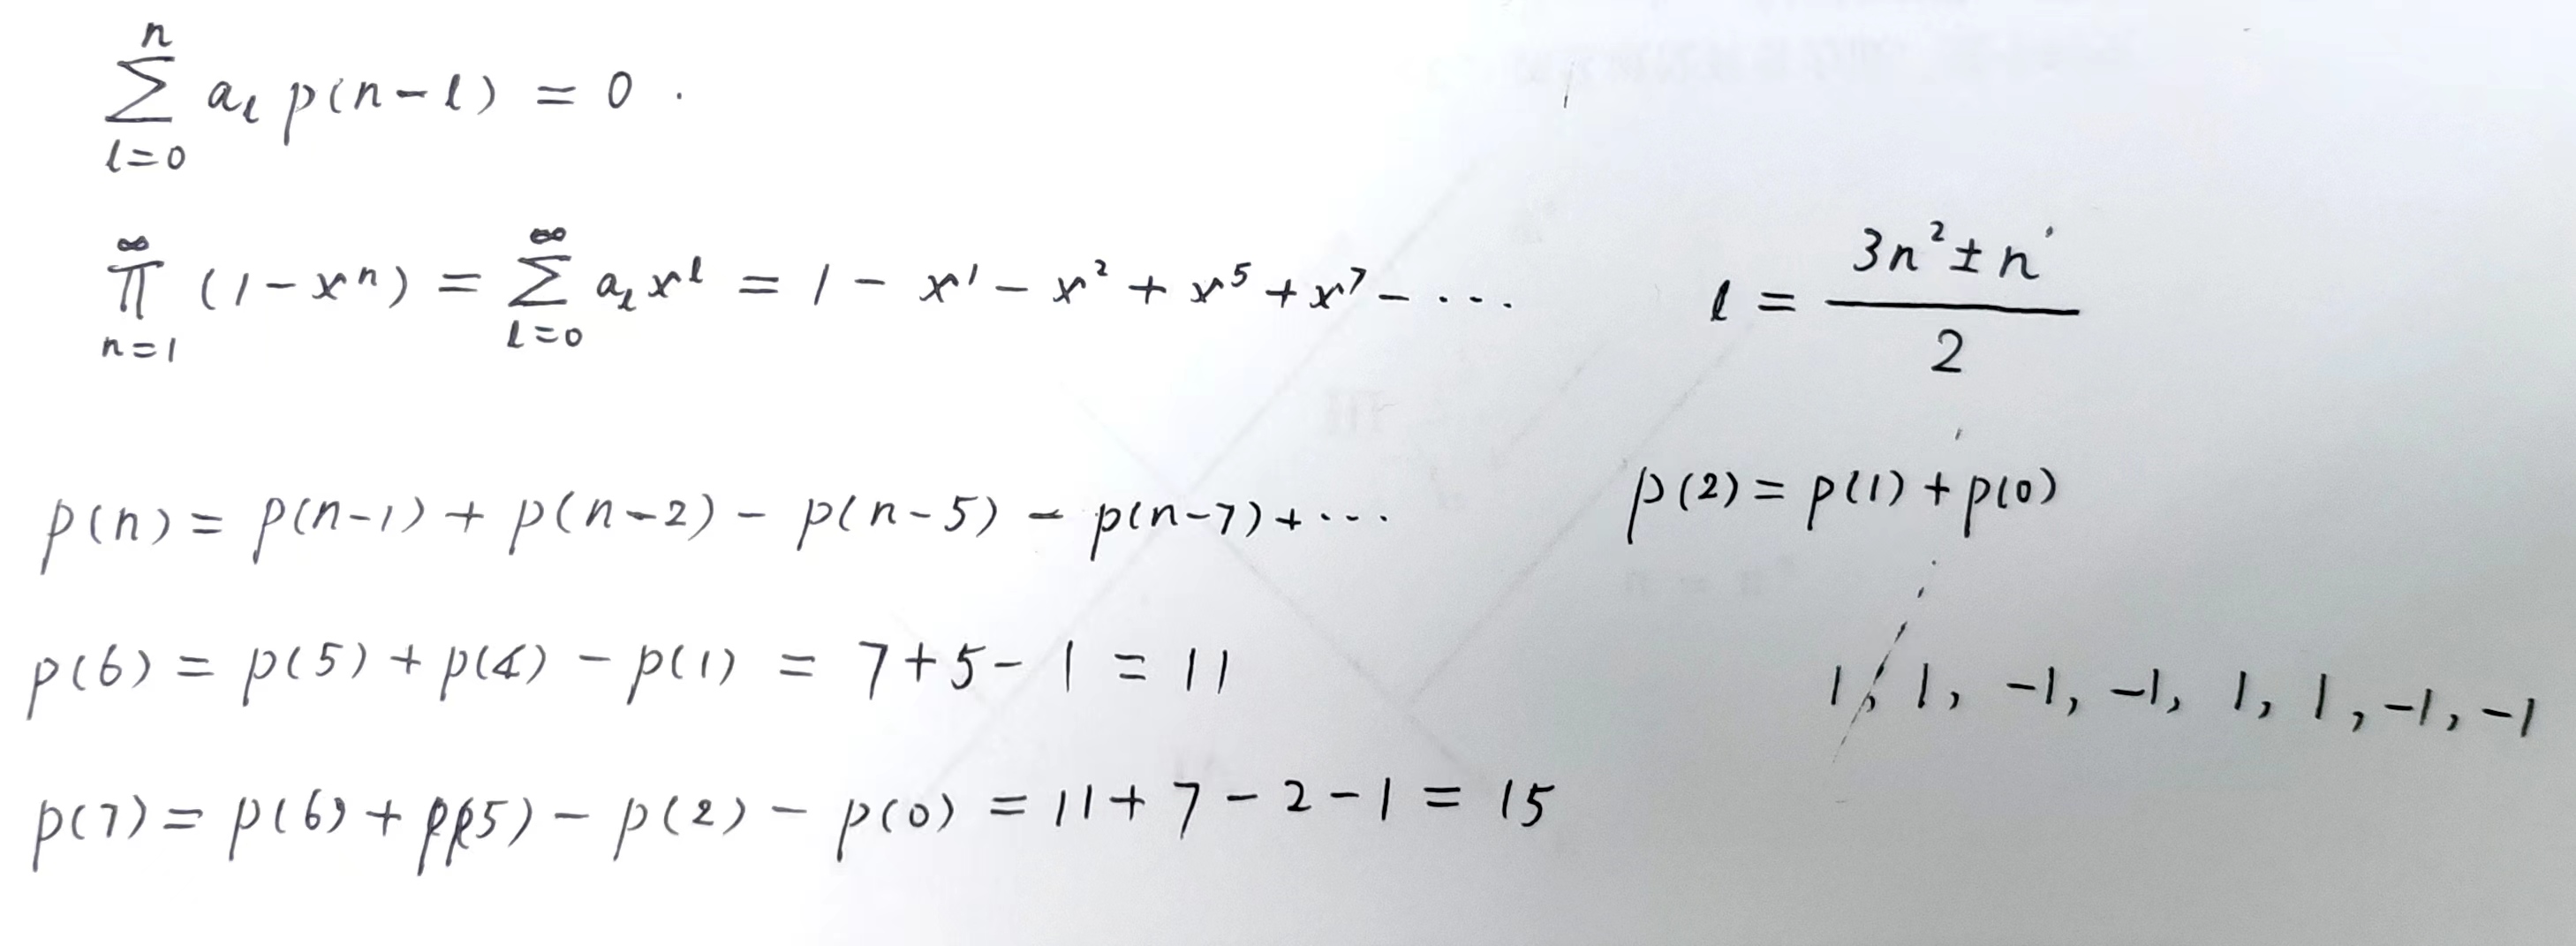 \sum_{l=0}^{n} a_l p(n-l) = 0 .
\prod_{n=1}^{\infty} (1-x^n) = \sum_{l=0}^{\infty} a_l x^l = 1 - x^1 - x^2 + x^5 + x^7 - \cdots
l = \frac{3n^2 \pm n}{2}
p(n) = p(n-1) + p(n-2) - p(n-5) - p(n-7) + \cdots
p(2) = p(1) + p(0)
p(6) = p(5) + p(4) - p(1) = 7 + 5 - 1 = 11
1, 1, -1, -1, 1, 1, -1, -1
p(7) = p(6) + p(5) - p(2) - p(0) = 11 + 7 - 2 - 1 = 15